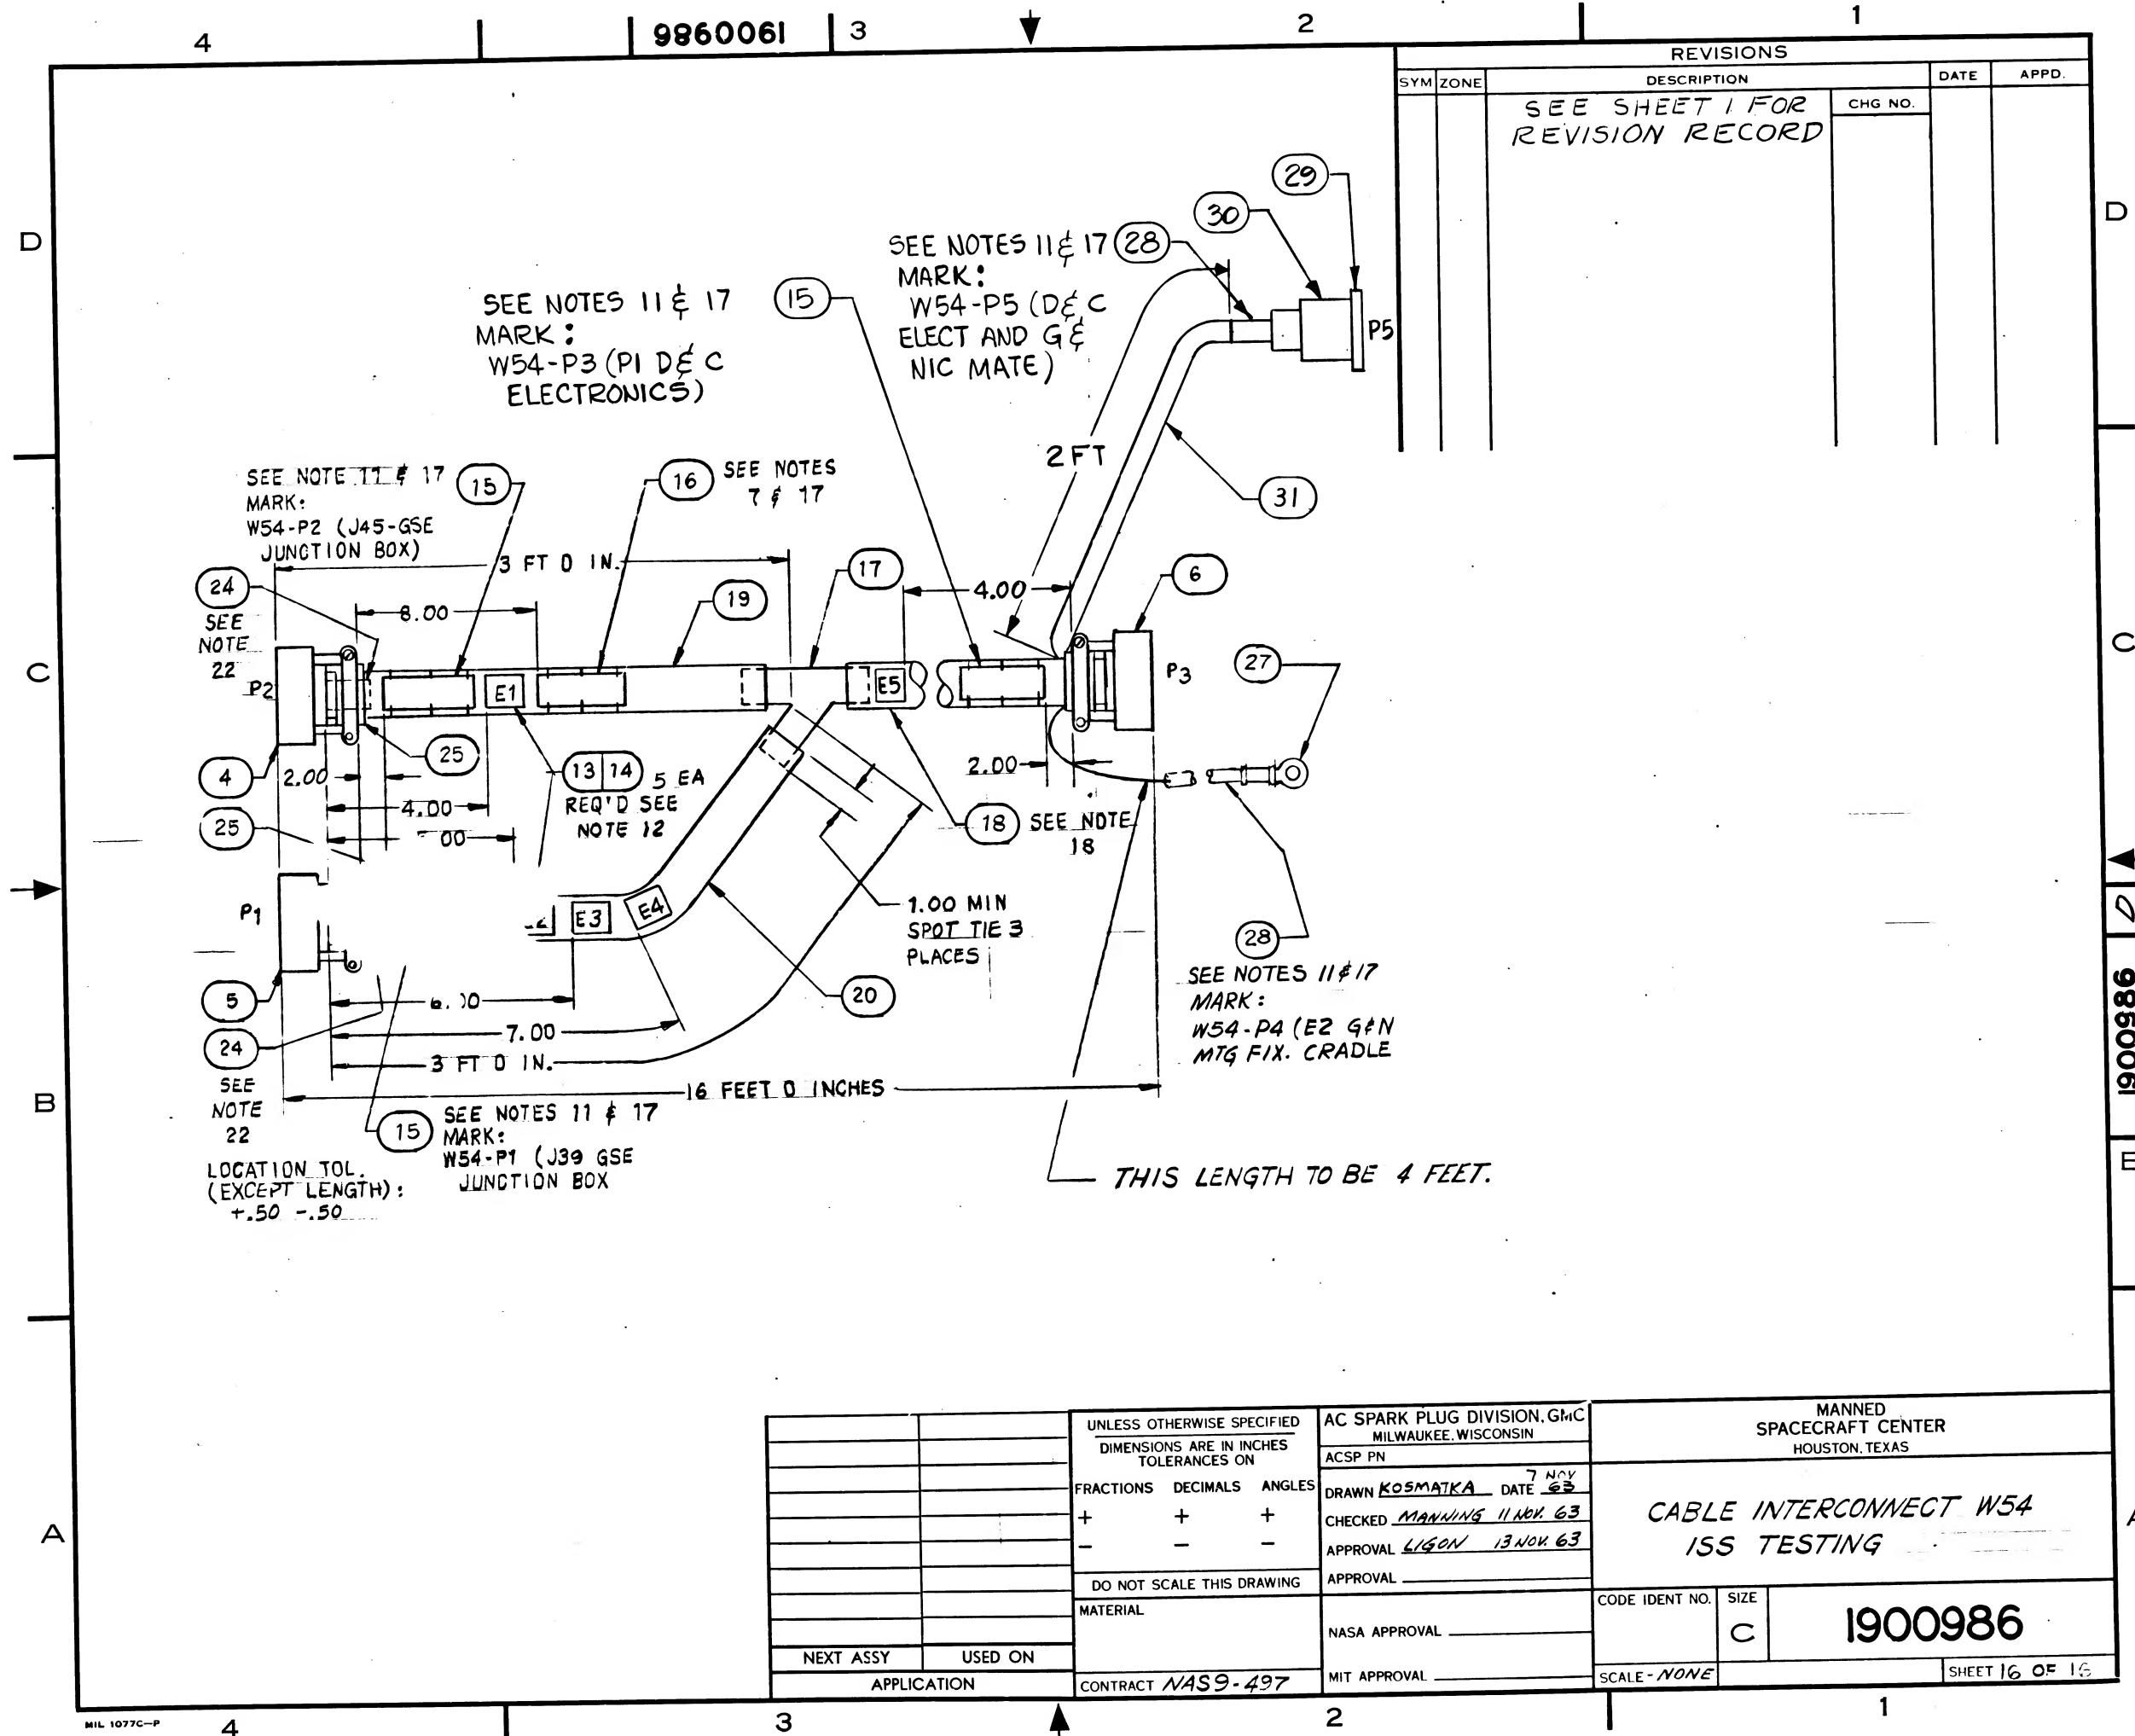 4
9860061
3
2
1
REVISIONS
SYM ZONE DESCRIPTION DATE APPD.
SEE SHEET 1 FOR
REVISION RECORD
CHG NO.
D
D
29
30
SEE NOTES 11 & 17 28
MARK:
W54-P5 (D & C
ELECT AND G &
NIC MATE)
P5
15
SEE NOTES 11 & 17
MARK:
W54-P3 (P1 D & C
ELECTRONICS)
2 FT
31
SEE NOTE 11 & 17
MARK:
W54-P2 (J45-GSE
JUNCTION BOX)
15
16
SEE NOTES
7 & 17
3 FT 0 IN.
17
4.00
6
24
SEE
NOTE
22
8.00
19
C
C
P2
E1
E5
P3
27
4
2.00
25
13 14 5 EA
REQ'D SEE
NOTE 12
2.00
4.00
25
00
18 SEE NOTE
18
P1
E3
E4
1.00 MIN
SPOT TIE 3
PLACES
28
SEE NOTES 11 & 17
MARK:
W54-P4 (E2 G & N
MTG FIX. CRADLE
5
20
7.00
24
3 FT 0 IN.
SEE
NOTE
22
16 FEET 0 INCHES
B
15
SEE NOTES 11 & 17
MARK:
W54-P1 (J39 GSE
JUNCTION BOX
LOCATION TOL.
(EXCEPT LENGTH):
+.50 -.50
THIS LENGTH TO BE 4 FEET.
D
1900986
A
UNLESS OTHERWISE SPECIFIED
DIMENSIONS ARE IN INCHES
TOLERANCES ON
FRACTIONS DECIMALS ANGLES
+ + +
- - -
DO NOT SCALE THIS DRAWING
MATERIAL
CONTRACT NAS9-497
NEXT ASSY USED ON
APPLICATION
AC SPARK PLUG DIVISION, GMC
MILWAUKEE, WISCONSIN
ACSP PN
DRAWN KOSMATKA DATE 7 NOV 63
CHECKED MANNING 11 NOV. 63
APPROVAL LIGON 13 NOV. 63
APPROVAL
NASA APPROVAL
MIT APPROVAL
MANNED
SPACECRAFT CENTER
HOUSTON, TEXAS
CABLE INTERCONNECT W54
ISS TESTING
CODE IDENT NO. SIZE
C
1900986
SCALE-NONE
SHEET 16 OF
MIL 1077C-P
4
3
2
1